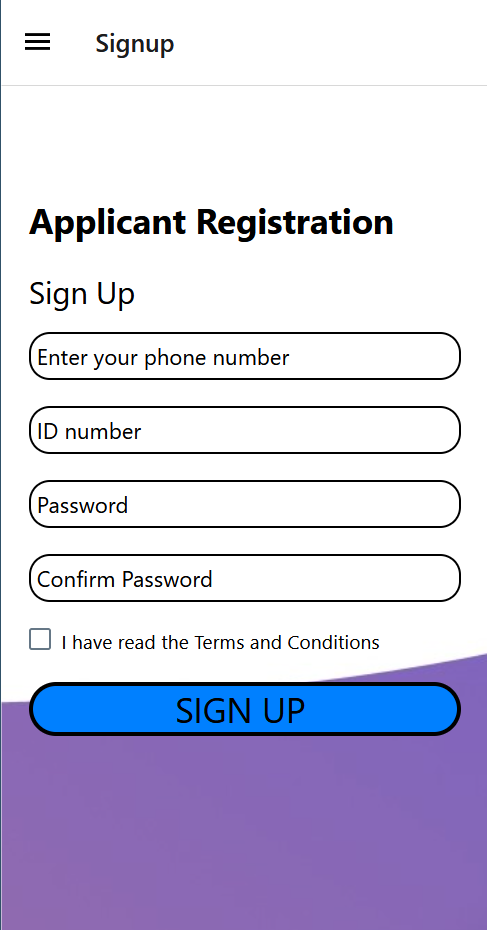 Signup
Applicant Registration
Sign Up
Enter your phone number
ID number
Password
Confirm Password
I have read the Terms and Conditions
SIGN UP